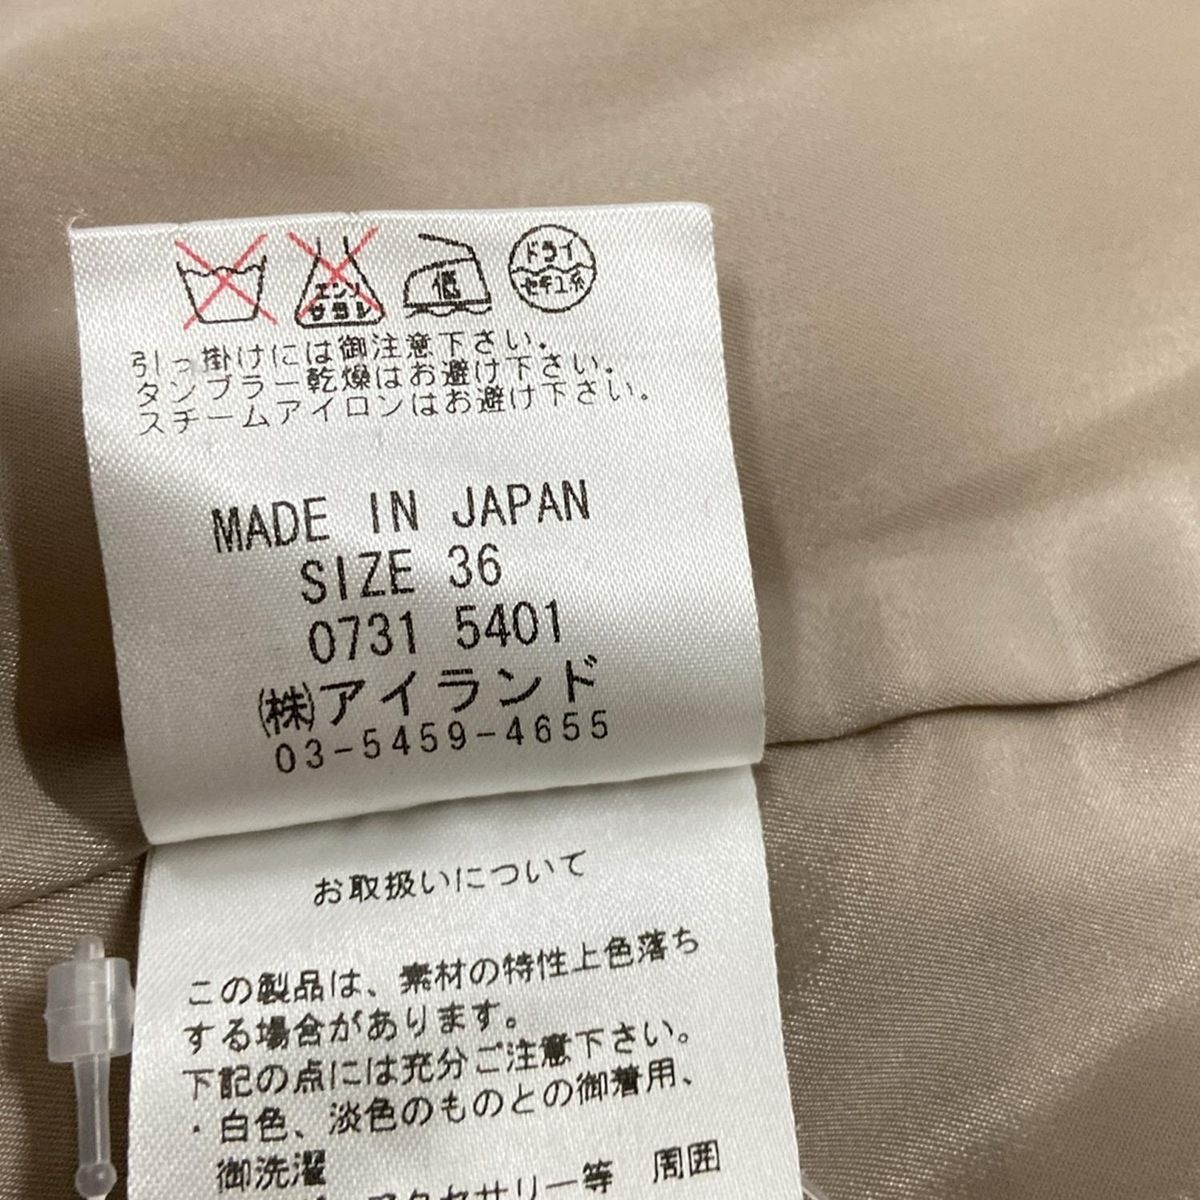 エンソ
サラシ
低
ドライ
セキユ系
引っ掛けには御注意下さい.
タンブラー乾燥はお避け下さい.
スチームアイロンはお避け下さい.
MADE IN JAPAN
SIZE 36
0731 5401
㈱アイランド
03-5459-4655
お取扱いについて
この製品は、素材の特性上色落ち
する場合があります。
下記の点には充分ご注意下さい。
・白色、淡色のものとの御着用、
御洗濯
アクセサリー等 周囲